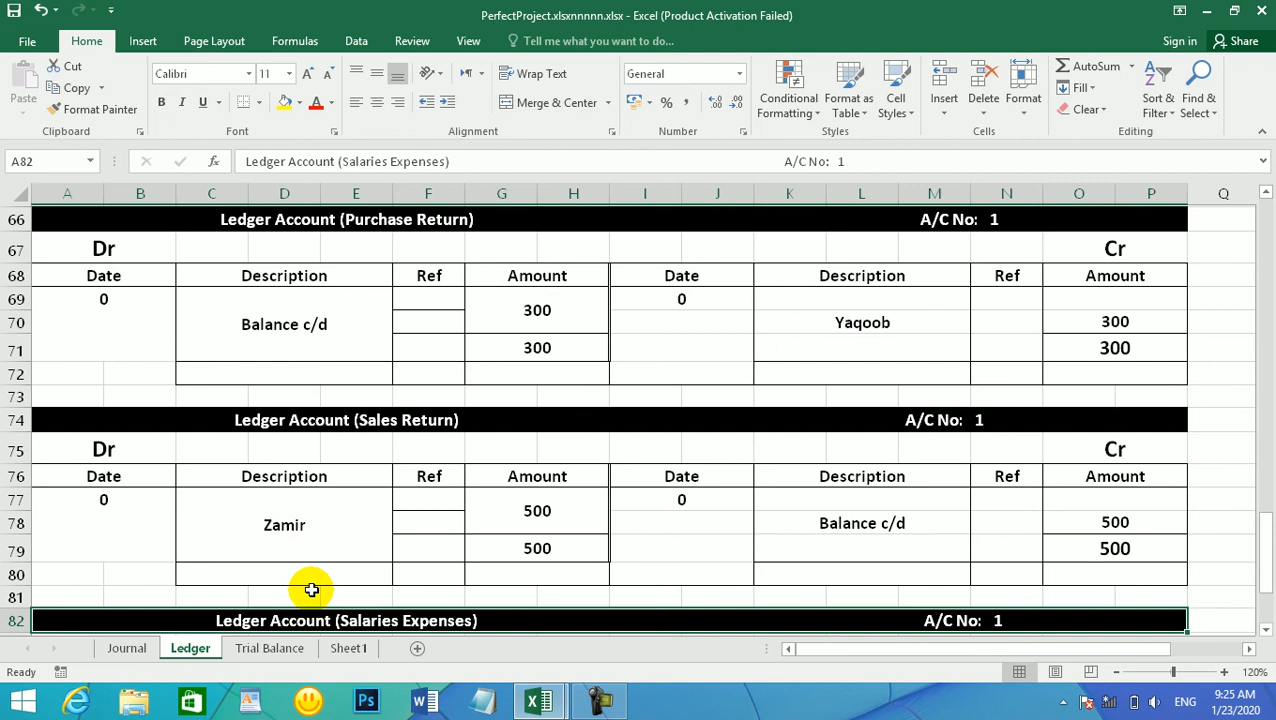 PerfectProject.xlsxnnnnn.xlsx - Excel (Product Activation Failed)
File Home Insert Page Layout Formulas Data Review View Tell me what you want to do... Sign in Share
Paste Cut Copy Format Painter Clipboard
Calibri 11 B I U A A A Font
Wrap Text Merge & Center Alignment
General % , Number
Conditional Formatting Format as Table Cell Styles Styles
Insert Delete Format Cells
AutoSum Fill Clear Sort & Filter Find & Select Editing
A82 fx Ledger Account (Salaries Expenses) A/C No: 1
A B C D E F G H I J K L M N O P Q
66 Ledger Account (Purchase Return) A/C No: 1
67 Dr Cr
68 Date Description Ref Amount Date Description Ref Amount
69 0 0
300
70 Yaqoob 300
Balance c/d
71 300 300
72
73
74 Ledger Account (Sales Return) A/C No: 1
75 Dr Cr
76 Date Description Ref Amount Date Description Ref Amount
77 0 0
500
78 Balance c/d 500
Zamir
79 500 500
80
81
82 Ledger Account (Salaries Expenses) A/C No: 1
Journal Ledger Trial Balance Sheet1
Ready 120%
ENG 9:25 AM
1/23/2020